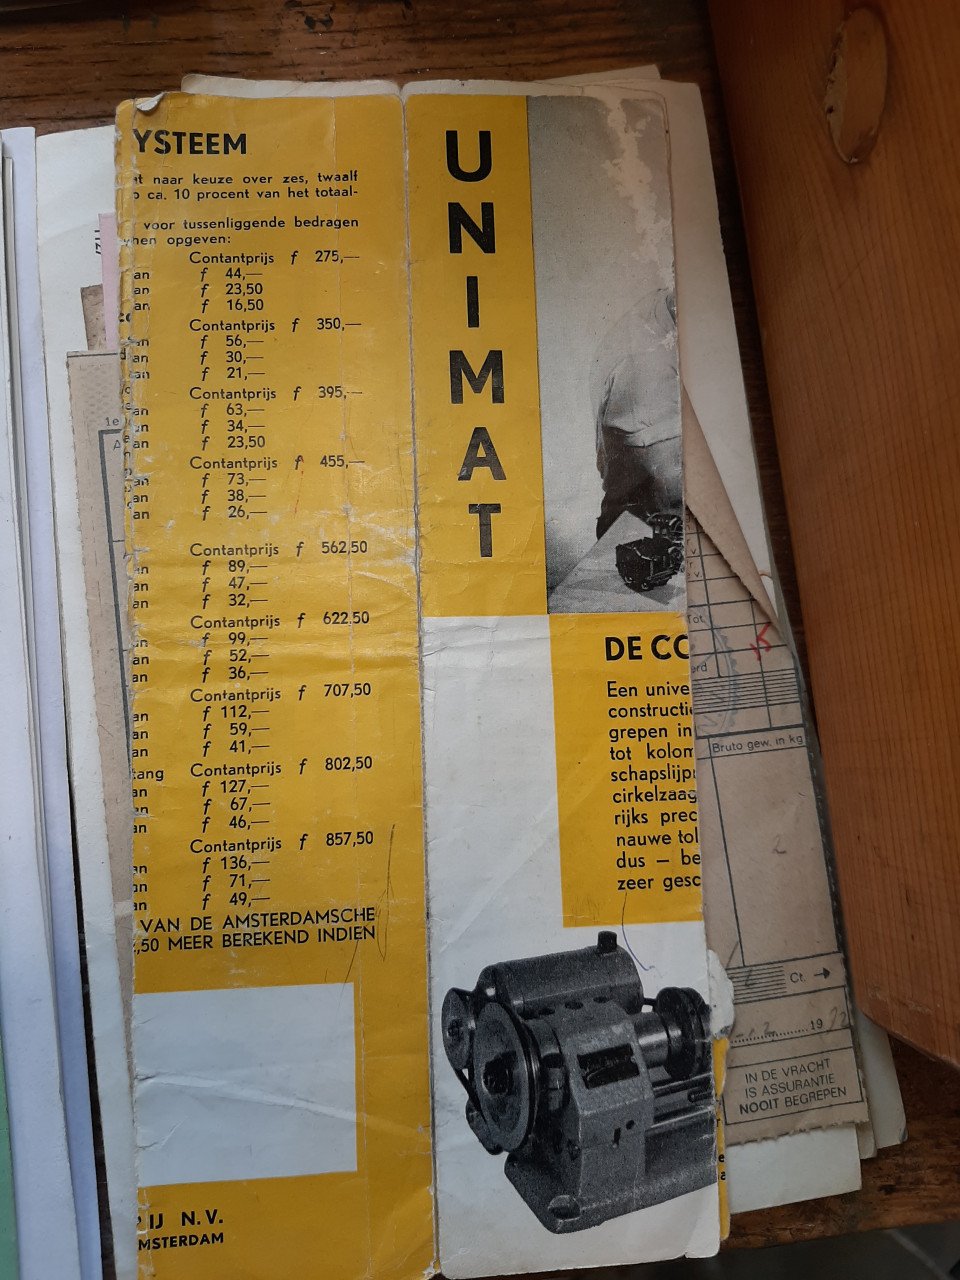 YSTEEM
at naar keuze over zes, twaalf
ca. 10 procent van het totaal-
voor tussenliggende bedragen
opgeven:
Contantprijs f 275,—
an f 44,—
an f 23,50
an f 16,50
Contantprijs f 350,—
an f 56,—
an f 30,—
an f 21,—
Contantprijs f 395,—
an f 63,—
an f 34,—
an f 23,50
Contantprijs f 455,—
an f 73,—
an f 38,—
an f 26,—
Contantprijs f 562,50
an f 89,—
an f 47,—
an f 32,—
Contantprijs f 622,50
an f 99,—
an f 52,—
an f 36,—
Contantprijs f 707,50
an f 112,—
an f 59,—
an f 41,—
tang Contantprijs f 802,50
an f 127,—
an f 67,—
an f 46,—
Contantprijs f 857,50
an f 136,—
an f 71,—
an f 49,—
VAN DE AMSTERDAMSCHE
,50 MEER BEREKEND INDIEN
IJ N.V.
MSTERDAM
UNIMAT
DE CO
Een unive
constructie
grepen in
tot kolom
schapslijp
cirkelzaag
rijks prec
nauwe tol
dus — be
zeer gesc
1e
Tot.
erd
Bruto gew. in kg
Ct. →
19 72
IN DE VRACHT
IS ASSURANTIE
NOOIT BEGREPEN